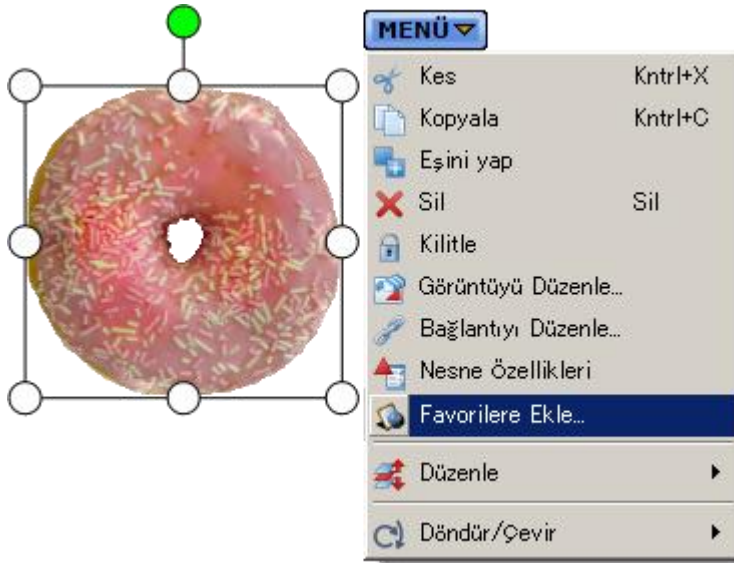 MENÜ
Kes Kntrl+X
Kopyala Kntrl+C
Eşini yap
Sil Sil
Kilitle
Görüntüyü Düzenle...
Bağlantıyı Düzenle...
Nesne Özellikleri
Favorilere Ekle...
Düzenle
Döndür/Çevir